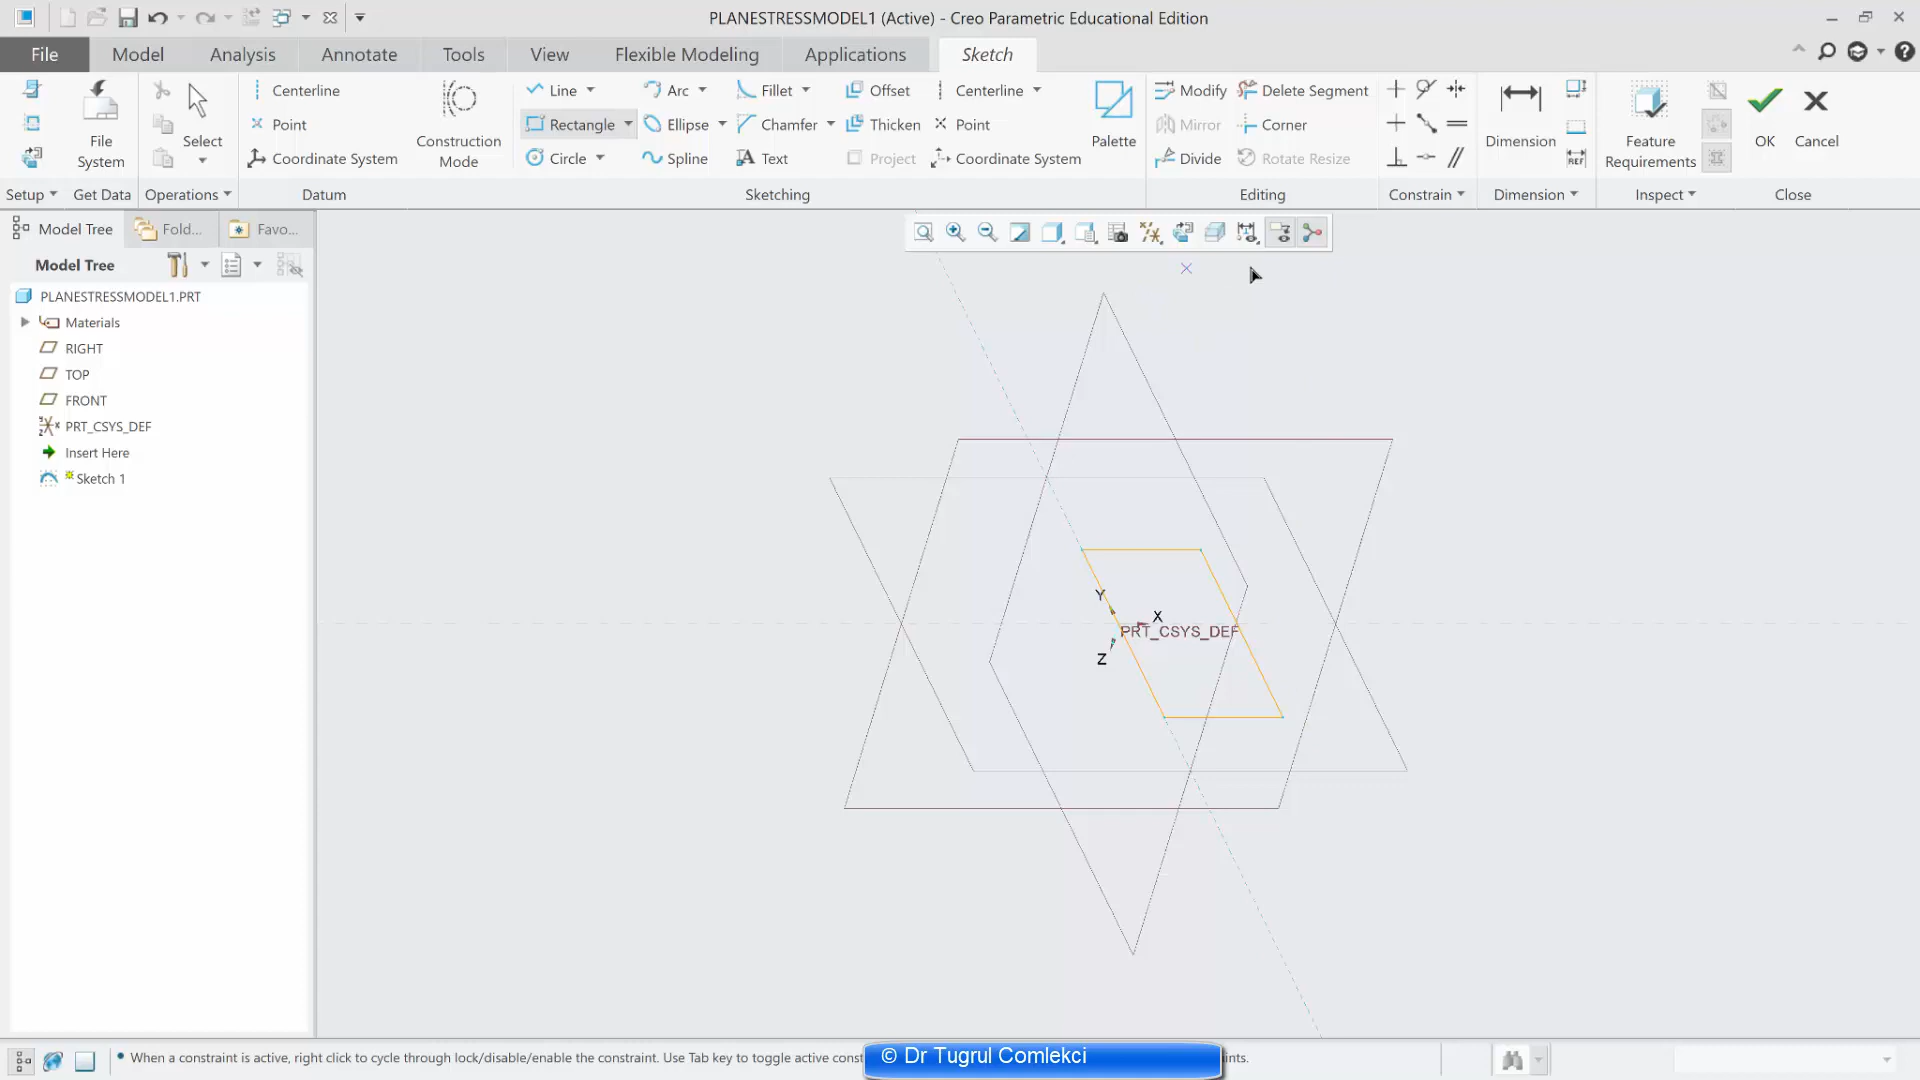 PLANESTRESSMODEL1 (Active) - Creo Parametric Educational Edition
File Model Analysis Annotate Tools View Flexible Modeling Applications Sketch
Centerline Line Arc Fillet Offset Centerline Modify Delete Segment
Point Rectangle Ellipse Chamfer Thicken Point Mirror Corner
Coordinate System Circle Spline Text Project Coordinate System Divide Rotate Resize
File System
Select
Construction Mode
Palette
Dimension
REF
Feature Requirements
OK
Cancel
Setup Get Data Operations Datum Sketching Editing Constrain Dimension Inspect Close
Model Tree Fold... Favo...
Model Tree
PLANESTRESSMODEL1.PRT
Materials
RIGHT
TOP
FRONT
PRT_CSYS_DEF
Insert Here
Sketch 1
Y
X
PRT_CSYS_DEF
Z
• When a constraint is active, right click to cycle through lock/disable/enable the constraint. Use Tab key to toggle active const
© Dr Tugrul Comlekci
nts.